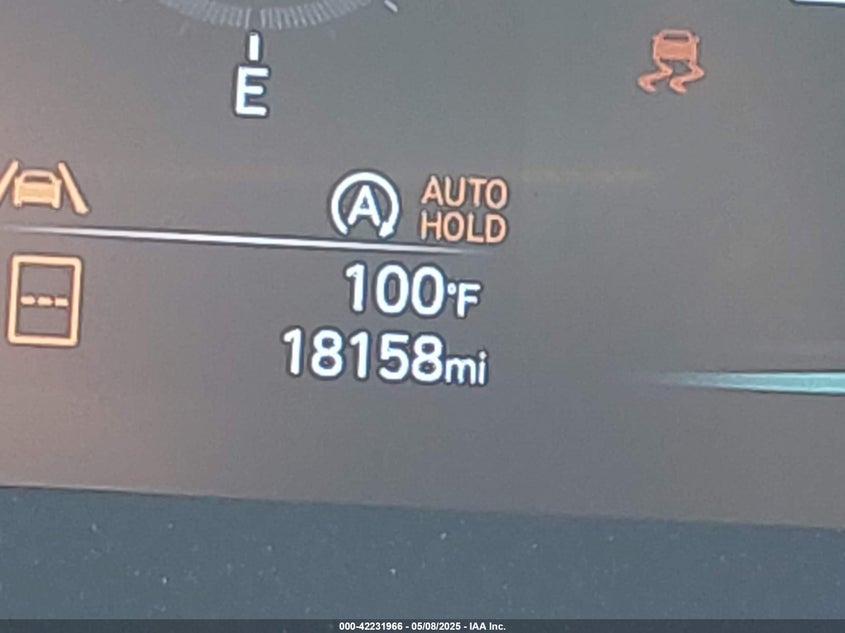 E
A
AUTO
HOLD
100°F
18158mi
000-42231966 - 05/08/2025 - IAA Inc.